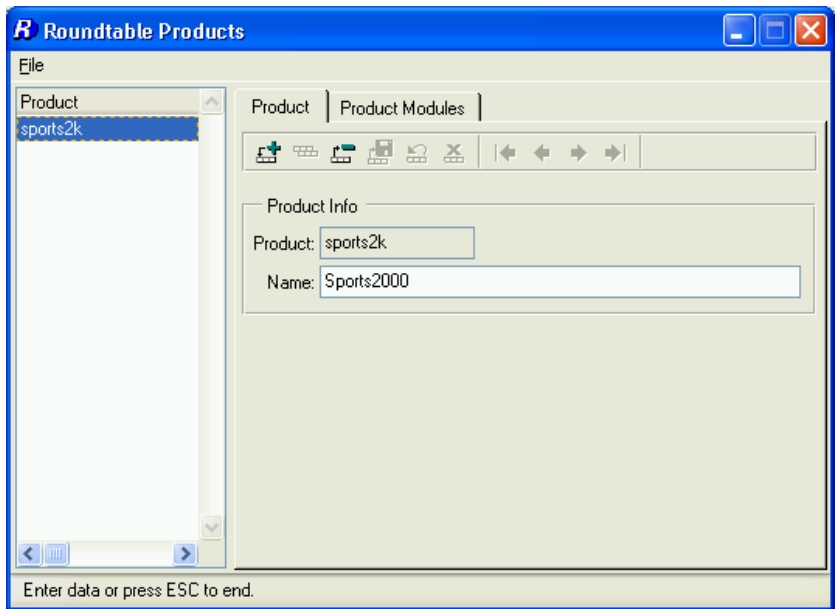 R Roundtable Products
File
Product
sports2k
Product Product Modules
Product Info
Product: sports2k
Name: Sports2000
Enter data or press ESC to end.